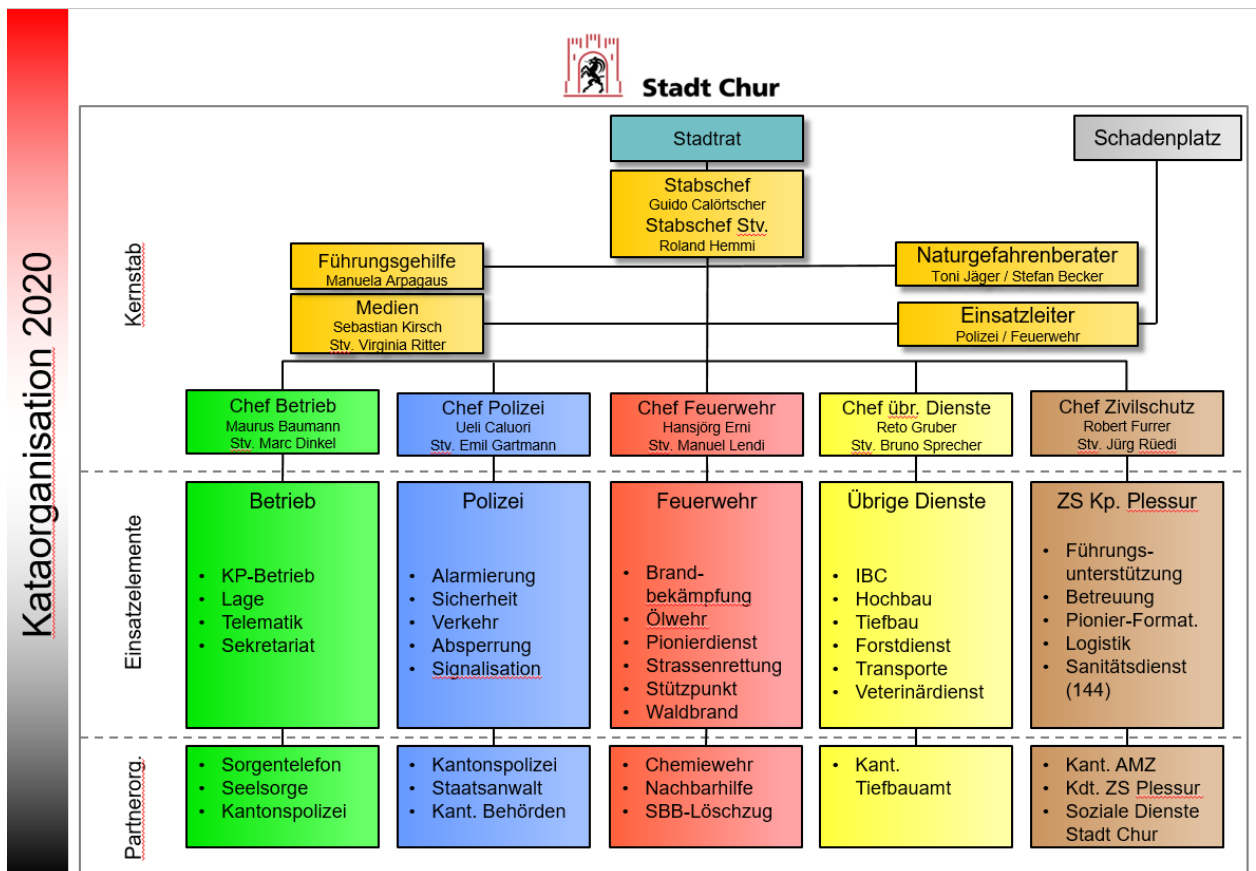 Stadt Chur
Kataorganisation 2020
Stadtrat
Schadenplatz
Kernstab
Stabschef
Guido Calörtscher
Stabschef Stv.
Roland Hemmi
Führungsgehilfe
Manuela Arpagaus
Naturgefahrenberater
Toni Jäger / Stefan Becker
Medien
Sebastian Kirsch
Stv. Virginia Ritter
Einsatzleiter
Polizei / Feuerwehr
Chef Betrieb
Maurus Baumann
Stv. Marc Dinkel
Chef Polizei
Ueli Caluori
Stv. Emil Gartmann
Chef Feuerwehr
Hansjörg Erni
Stv. Manuel Lendi
Chef übr. Dienste
Reto Gruber
Stv. Bruno Sprecher
Chef Zivilschutz
Robert Furrer
Stv. Jürg Rüedi
Einsatzelemente
Betrieb
• KP-Betrieb
• Lage
• Telematik
• Sekretariat
Polizei
• Alarmierung
• Sicherheit
• Verkehr
• Absperrung
• Signalisation
Feuerwehr
• Brand-
bekämpfung
• Ölwehr
• Pionierdienst
• Strassenrettung
• Stützpunkt
• Waldbrand
Übrige Dienste
• IBC
• Hochbau
• Tiefbau
• Forstdienst
• Transporte
• Veterinärdienst
ZS Kp. Plessur
• Führungs-
unterstützung
• Betreuung
• Pionier-Format.
• Logistik
• Sanitätsdienst
(144)
Partnerorg.
• Sorgentelefon
• Seelsorge
• Kantonspolizei
• Kantonspolizei
• Staatsanwalt
• Kant. Behörden
• Chemiewehr
• Nachbarhilfe
• SBB-Löschzug
• Kant.
Tiefbauamt
• Kant. AMZ
• Kdt. ZS Plessur
• Soziale Dienste
Stadt Chur